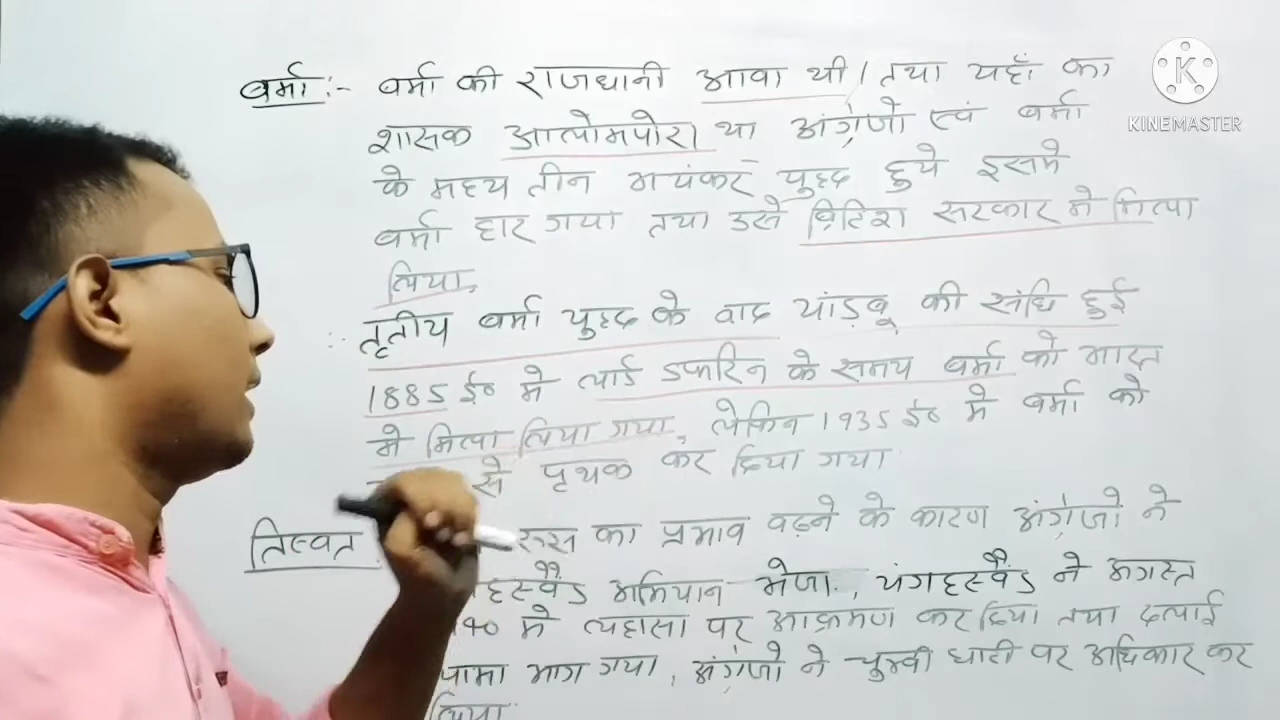 बर्मा :- बर्मा की राजधानी आवा थी। तथा यहाँ का
शासक आलोमपोरा था अंग्रेजो एवं बर्मा
के मध्य तीन भयंकर युद्ध हुये इसमे
बर्मा हार गया तथा उसे ब्रिटिश सरकार मे मिला
लिया,
तृतीय बर्मा युद्ध के बाद यांडबू की संधि हुई
1885 ई० मे लार्ड डफरिन के समय बर्मा को भारत
मे मिला लिया गया, लेकिन 1935 ई० मे बर्मा को
से पृथक कर दिया गया
तिब्बत रूस का प्रभाव बढ़ने के कारण अंग्रेजो ने
अभियान भेजा, यंगहस्बैंड ने अगस्त
मे ल्हासा पर आक्रमण कर दिया तथा दलाई
लामा भाग गया, अंग्रेजो ने चुम्बी घाटी पर अधिकार कर
लिया
KINEMASTER